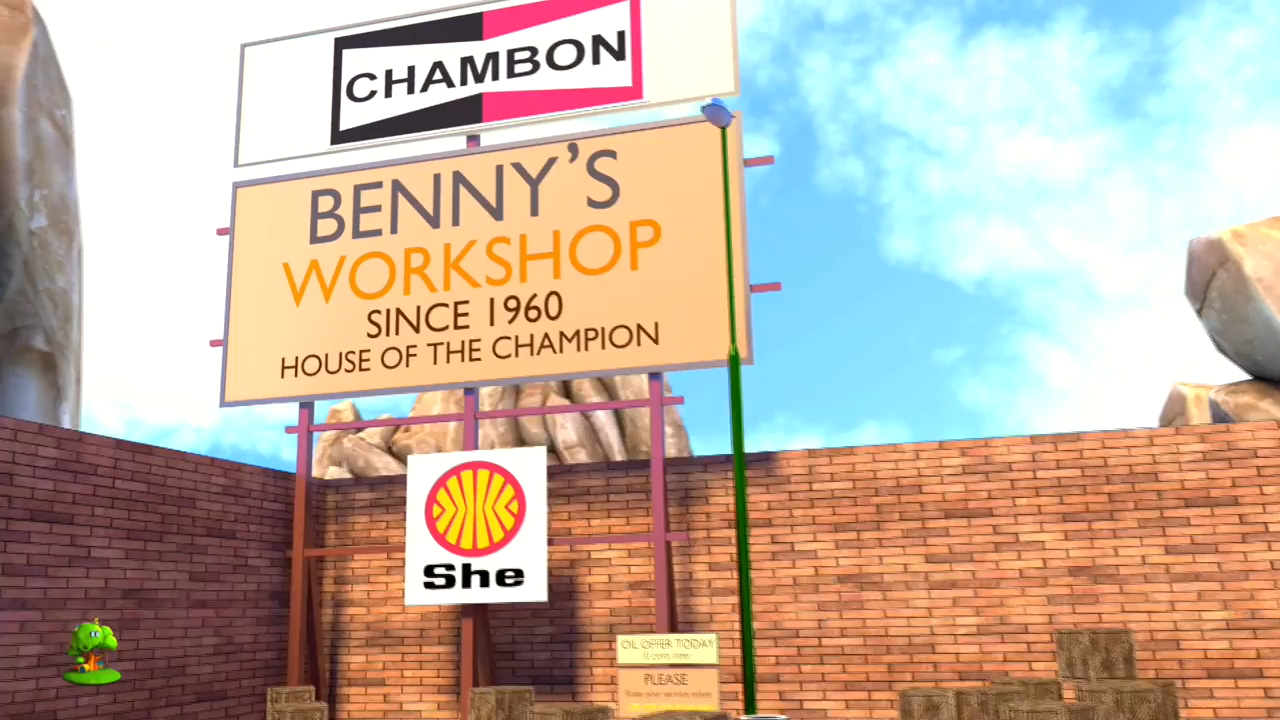 CHAMBON
BENNY'S
WORKSHOP
SINCE 1960
HOUSE OF THE CHAMPION
She
OIL OFFER TODAY
PLEASE